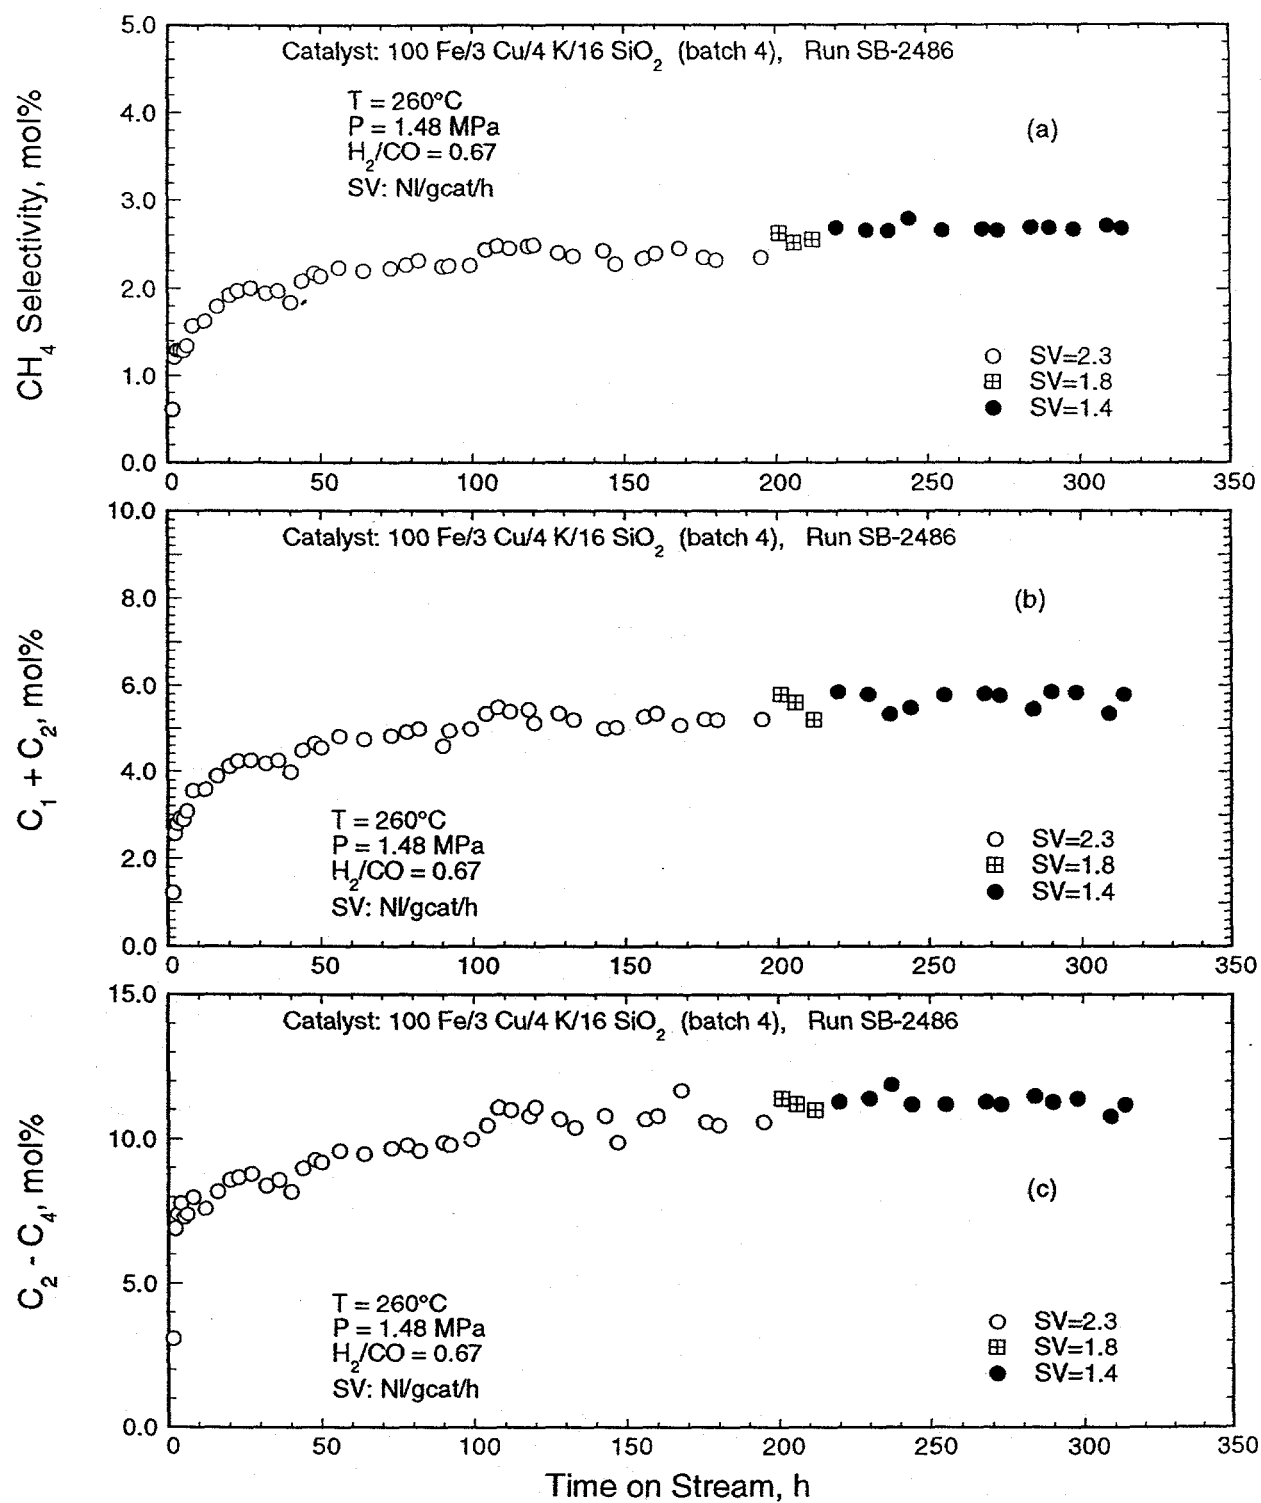 5.0
Catalyst: 100 Fe/3 Cu/4 K/16 SiO2 (batch 4), Run SB-2486
T = 260°C
P = 1.48 MPa
H2/CO = 0.67
SV: Nl/gcat/h
(a)
4.0
3.0
2.0
1.0
0.0
CH4 Selectivity, mol%
SV=2.3
SV=1.8
SV=1.4
0 50 100 150 200 250 300 350
10.0
Catalyst: 100 Fe/3 Cu/4 K/16 SiO2 (batch 4), Run SB-2486
(b)
8.0
6.0
4.0
2.0
0.0
C1 + C2, mol%
T = 260°C
P = 1.48 MPa
H2/CO = 0.67
SV: Nl/gcat/h
SV=2.3
SV=1.8
SV=1.4
0 50 100 150 200 250 300 350
15.0
Catalyst: 100 Fe/3 Cu/4 K/16 SiO2 (batch 4), Run SB-2486
10.0
5.0
0.0
C2 - C4, mol%
(c)
T = 260°C
P = 1.48 MPa
H2/CO = 0.67
SV: Nl/gcat/h
SV=2.3
SV=1.8
SV=1.4
0 50 100 150 200 250 300 350
Time on Stream, h